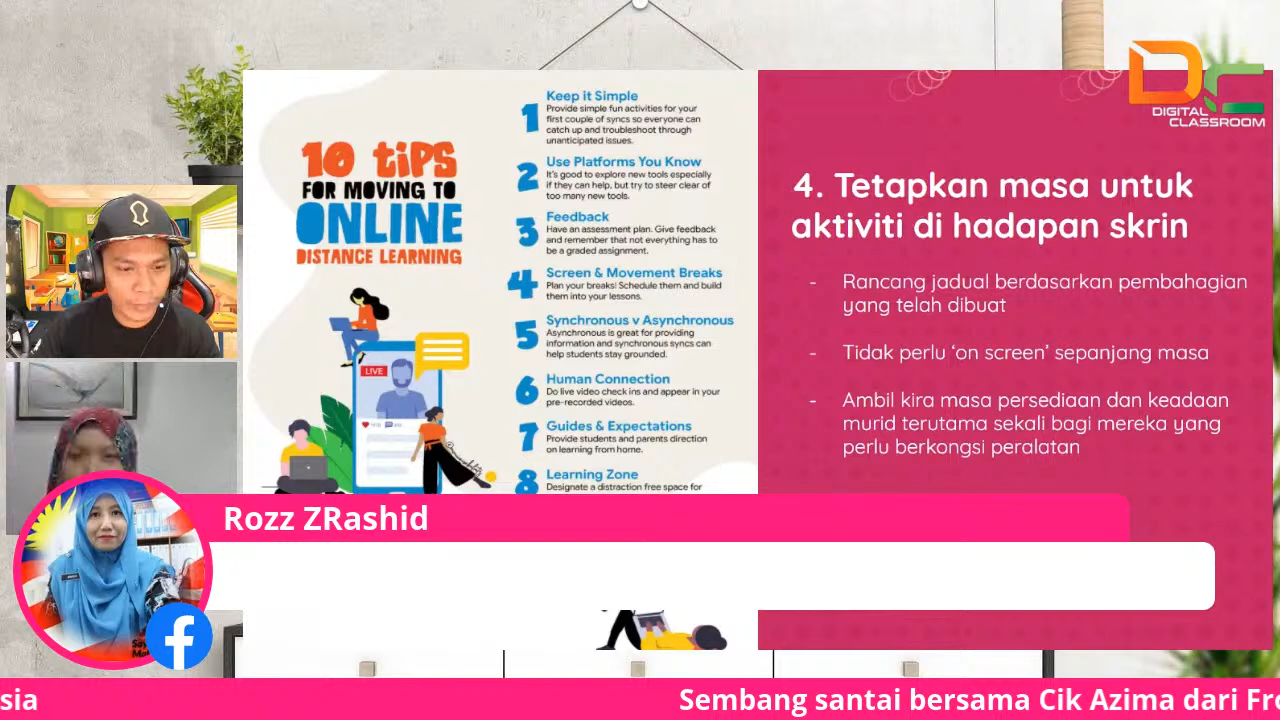 10 tips
FOR MOVING TO
ONLINE
DISTANCE LEARNING
LIVE
1 Keep it Simple
Provide simple fun activities for your
first couple of syncs so everyone can
catch up and troubleshoot through
unanticipated issues.
2 Use Platforms You Know
It's good to explore new tools especially
if they can help, but try to steer clear of
too many new tools.
3 Feedback
Have an assessment plan. Give feedback
and remember that not everything has to
be a graded assignment.
4 Screen & Movement Breaks
Plan your breaks! Schedule them and build
them into your lessons.
5 Synchronous v Asynchronous
Asynchronous is great for providing
information and synchronous syncs can
help students stay grounded.
6 Human Connection
Do live video check ins and appear in your
pre-recorded videos.
7 Guides & Expectations
Provide students and parents direction
on learning from home.
8 Learning Zone
Designate a distraction free space for
DC
DIGITAL
CLASSROOM
4. Tetapkan masa untuk
aktiviti di hadapan skrin
- Rancang jadual berdasarkan pembahagian
yang telah dibuat
- Tidak perlu 'on screen' sepanjang masa
- Ambil kira masa persediaan dan keadaan
murid terutama sekali bagi mereka yang
perlu berkongsi peralatan
Rozz ZRashid
f
sia Sembang santai bersama Cik Azima dari Fro